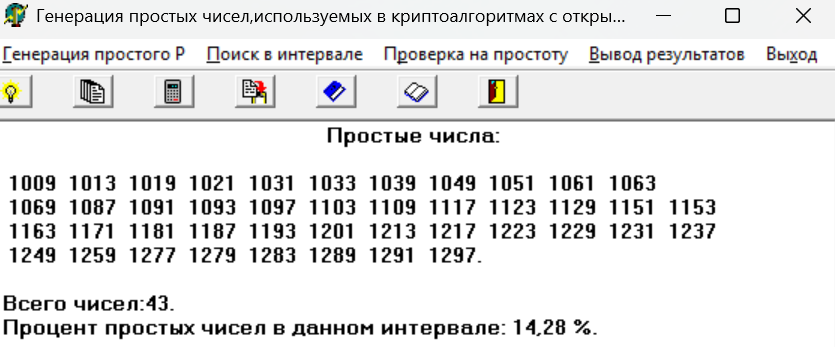 Генерация простых чисел,используемых в криптоалгоритмах с откры...
Генерация простого Р Поиск в интервале Проверка на простоту Вывод результатов Выход
Простые числа:
1009 1013 1019 1021 1031 1033 1039 1049 1051 1061 1063
1069 1087 1091 1093 1097 1103 1109 1117 1123 1129 1151 1153
1163 1171 1181 1187 1193 1201 1213 1217 1223 1229 1231 1237
1249 1259 1277 1279 1283 1289 1291 1297.
Всего чисел:43.
Процент простых чисел в данном интервале: 14,28 %.